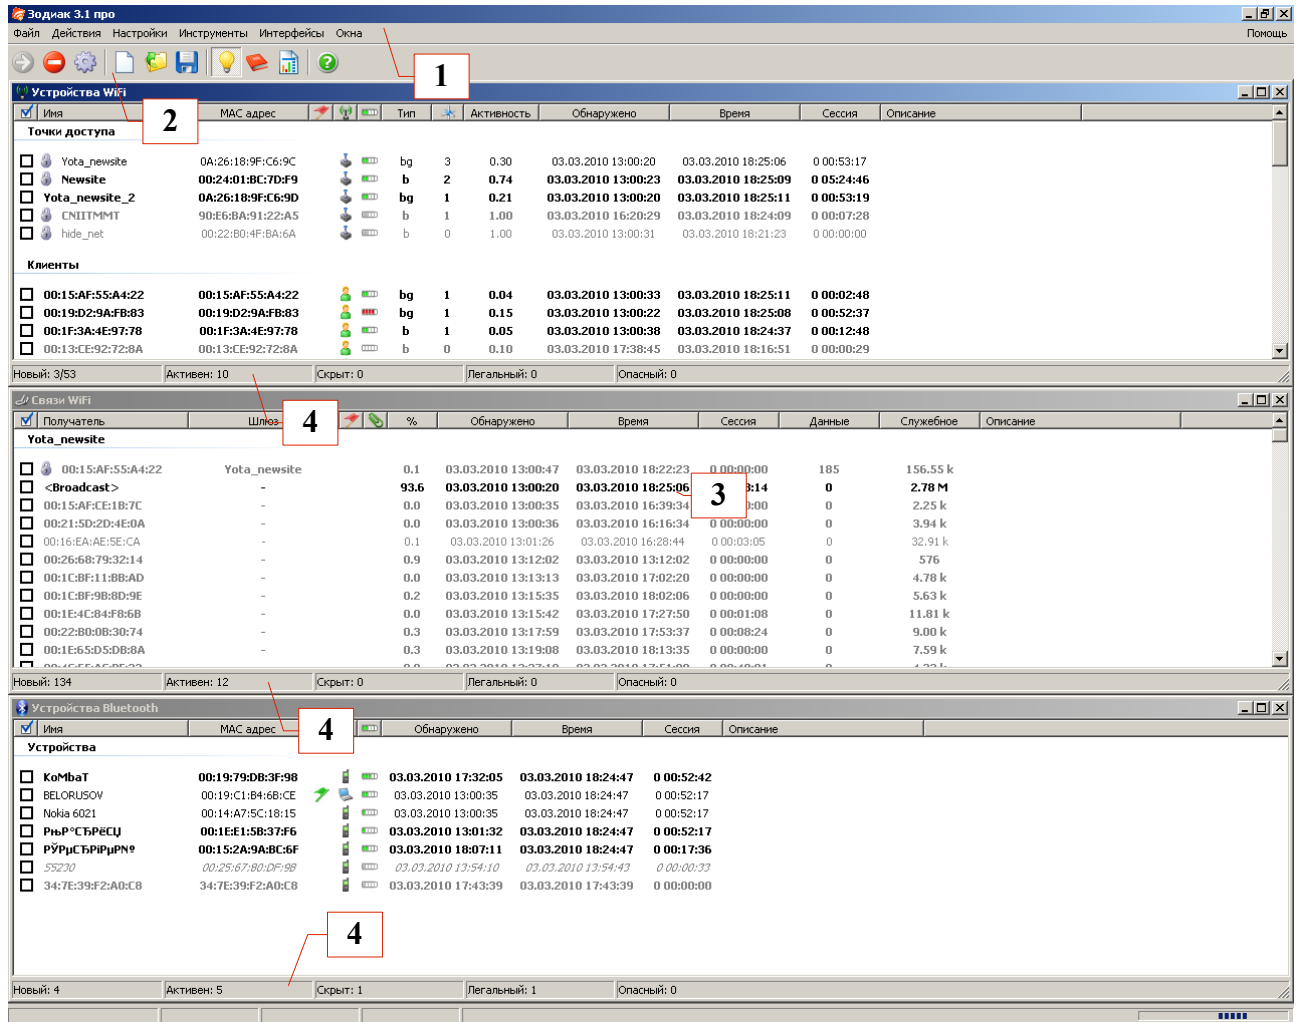 Зодиак 3.1 про
Файл Действия Настройки Инструменты Интерфейсы Окна Помощь
1
Устройства WiFi
2
Имя MAC адрес Тип Активность Обнаружено Время Сессия Описание
Точки доступа
Yota_newsite 0A:26:18:9F:C6:9C bg 3 0.30 03.03.2010 13:00:20 03.03.2010 18:25:06 0 00:53:17
Newsite 00:24:01:BC:7D:F9 b 2 0.74 03.03.2010 13:00:23 03.03.2010 18:25:09 0 05:24:46
Yota_newsite_2 0A:26:18:9F:C6:9D bg 1 0.21 03.03.2010 13:00:20 03.03.2010 18:25:11 0 00:53:19
CNIITMMT 90:E6:BA:91:22:A5 b 1 1.00 03.03.2010 16:20:29 03.03.2010 18:24:09 0 00:07:28
hide_net 00:22:B0:4F:BA:6A b 0 1.00 03.03.2010 13:00:31 03.03.2010 18:21:23 0 00:00:00
Клиенты
00:15:AF:55:A4:22 00:15:AF:55:A4:22 bg 1 0.04 03.03.2010 13:00:33 03.03.2010 18:25:11 0 00:02:48
00:19:D2:9A:FB:83 00:19:D2:9A:FB:83 bg 1 0.15 03.03.2010 13:00:22 03.03.2010 18:25:08 0 00:52:37
00:1F:3A:4E:97:78 00:1F:3A:4E:97:78 b 1 0.05 03.03.2010 13:00:38 03.03.2010 18:24:37 0 00:12:48
00:13:CE:92:72:8A 00:13:CE:92:72:8A b 0 0.10 03.03.2010 17:38:45 03.03.2010 18:16:51 0 00:00:29
Новый: 3/53 Активен: 10 Скрыт: 0 Легальный: 0 Опасный: 0
Связи WiFi
4
Получатель Шлюз % Обнаружено Время Сессия Данные Служебное Описание
Yota_newsite
00:15:AF:55:A4:22 Yota_newsite 0.1 03.03.2010 13:00:47 03.03.2010 18:22:23 0 00:00:00 185 156.55 k
<Broadcast> - 93.6 03.03.2010 13:00:20 03.03.2010 18:25:06 3:14 0 2.78 M
3
00:15:AF:CE:1B:7C - 0.0 03.03.2010 13:00:35 03.03.2010 16:39:34 :00 0 2.25 k
00:21:5D:2D:4E:0A - 0.0 03.03.2010 13:00:36 03.03.2010 16:16:34 0 00:00:00 0 3.94 k
00:16:EA:AE:5E:CA - 0.1 03.03.2010 13:01:26 03.03.2010 16:28:44 0 00:03:05 0 32.91 k
00:26:68:79:32:14 - 0.9 03.03.2010 13:12:02 03.03.2010 13:12:02 0 00:00:00 0 576
00:1C:BF:11:BB:AD - 0.0 03.03.2010 13:13:13 03.03.2010 17:02:20 0 00:00:00 0 4.78 k
00:1C:BF:9B:8D:9E - 0.2 03.03.2010 13:15:35 03.03.2010 18:02:06 0 00:00:00 0 5.63 k
00:1E:4C:84:F8:6B - 0.0 03.03.2010 13:15:42 03.03.2010 17:27:50 0 00:01:08 0 11.81 k
00:22:B0:0B:30:74 - 0.3 03.03.2010 13:17:59 03.03.2010 17:53:37 0 00:08:24 0 9.00 k
00:1E:65:D5:DB:8A - 0.3 03.03.2010 13:19:08 03.03.2010 18:13:35 0 00:00:00 0 7.59 k
Новый: 134 Активен: 12 Скрыт: 0 Легальный: 0 Опасный: 0
Устройства Bluetooth
4
Имя MAC адрес Обнаружено Время Сессия Описание
Устройства
KoMbaT 00:19:79:DB:3F:98 03.03.2010 17:32:05 03.03.2010 18:24:47 0 00:52:42
BELORUSOV 00:19:C1:B4:6B:CE 03.03.2010 13:00:35 03.03.2010 18:24:47 0 00:52:17
Nokia 6021 00:14:A7:5C:18:15 03.03.2010 13:00:35 03.03.2010 18:24:47 0 00:52:17
РњР°СЂРёСЏ 00:1E:E1:5B:37:F6 03.03.2010 13:01:32 03.03.2010 18:24:47 0 00:52:17
РЎРµСЂРіРµР№ 00:15:2A:9A:BC:6F 03.03.2010 18:07:11 03.03.2010 18:24:47 0 00:17:36
55230 00:25:67:80:DF:98 03.03.2010 13:54:10 03.03.2010 13:54:43 0 00:00:33
34:7E:39:F2:A0:C8 34:7E:39:F2:A0:C8 03.03.2010 17:43:39 03.03.2010 17:43:39 0 00:00:00
4
Новый: 4 Активен: 5 Скрыт: 1 Легальный: 1 Опасный: 0